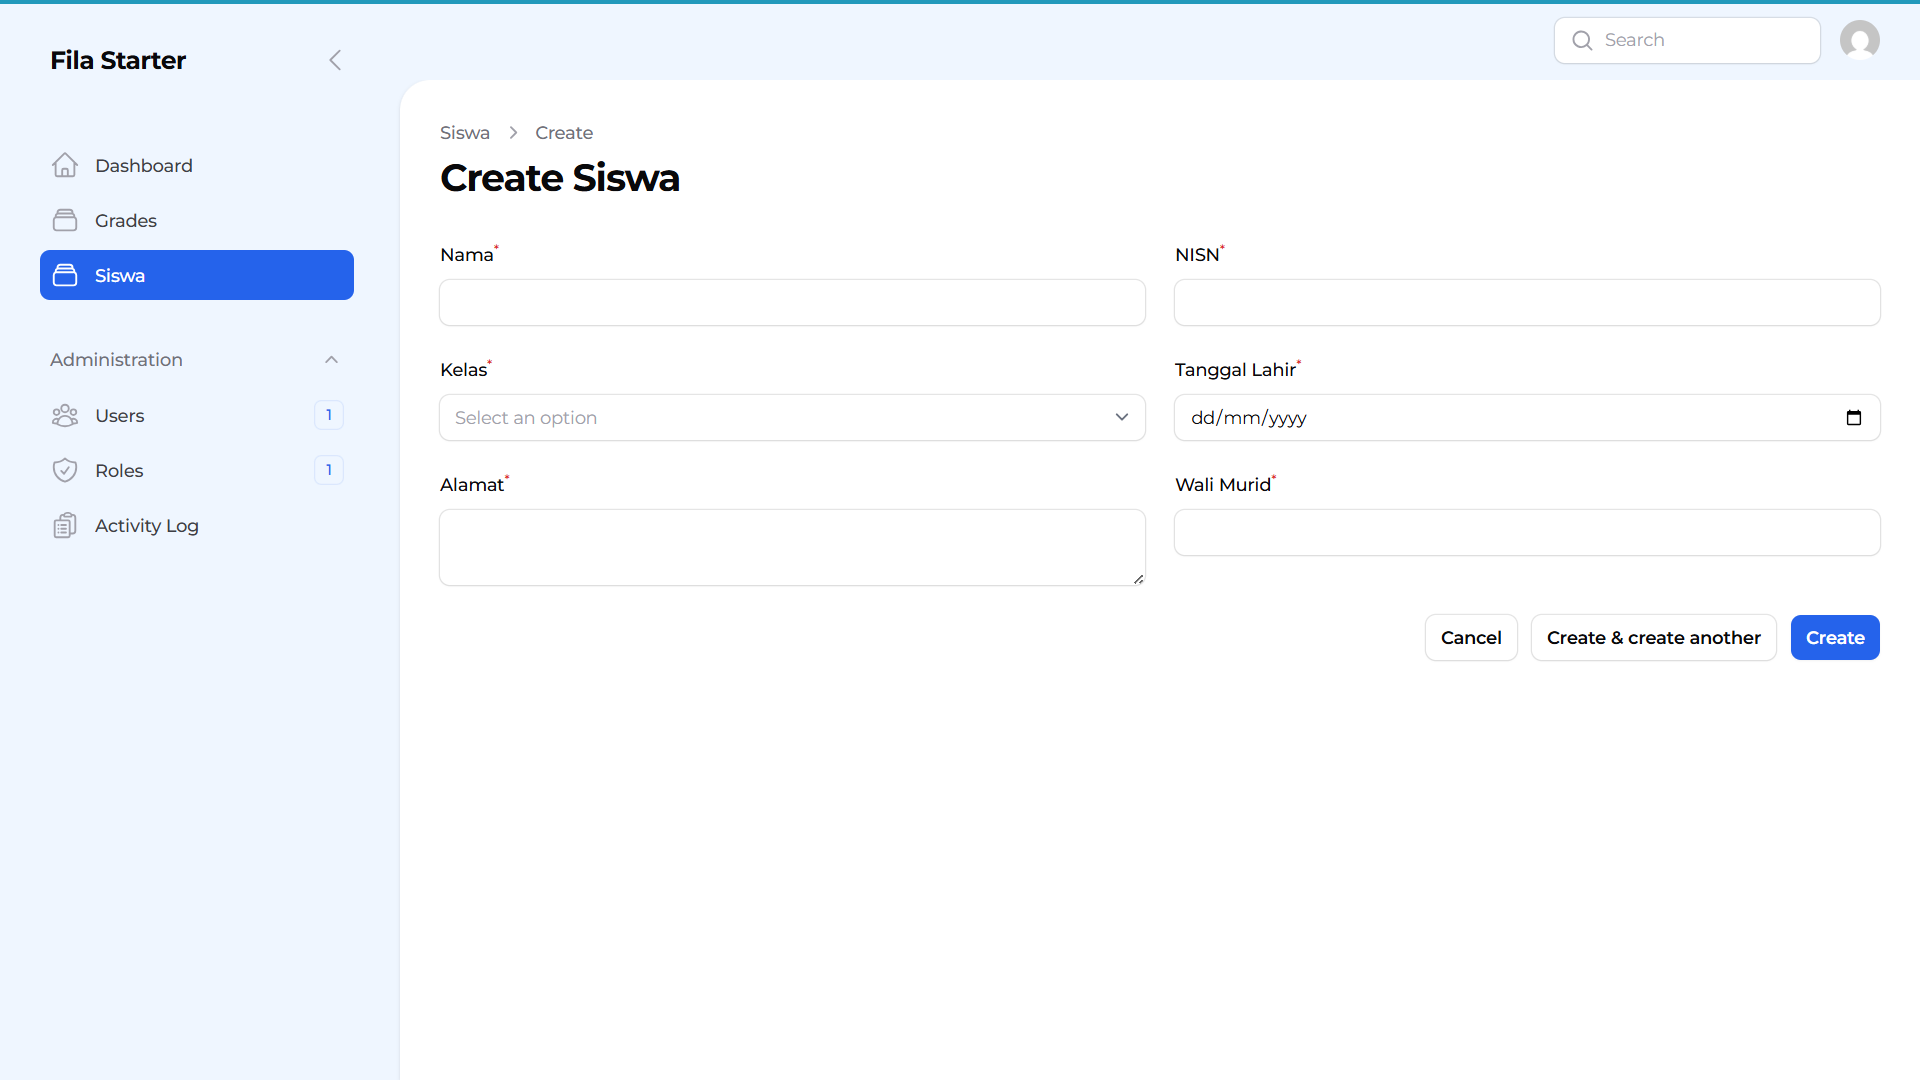 Fila Starter
Search
Dashboard
Grades
Siswa
Administration
Users 1
Roles 1
Activity Log
Siswa > Create
Create Siswa
Nama*
NISN*
Kelas*
Select an option
Tanggal Lahir*
dd/mm/yyyy
Alamat*
Wali Murid*
Cancel
Create & create another
Create